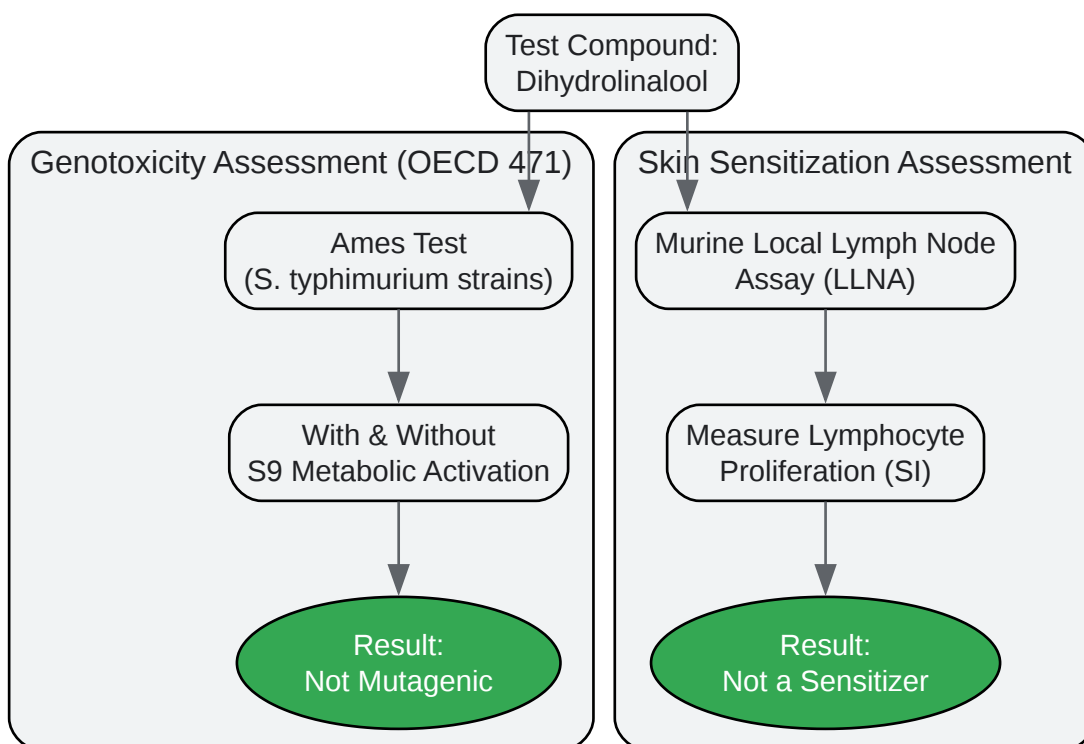 Test Compound:
Dihydrolinalool
Genotoxicity Assessment (OECD 471)
Ames Test
(S. typhimurium strains)
With & Without
S9 Metabolic Activation
Result:
Not Mutagenic
Skin Sensitization Assessment
Murine Local Lymph Node
Assay (LLNA)
Measure Lymphocyte
Proliferation (SI)
Result:
Not a Sensitizer